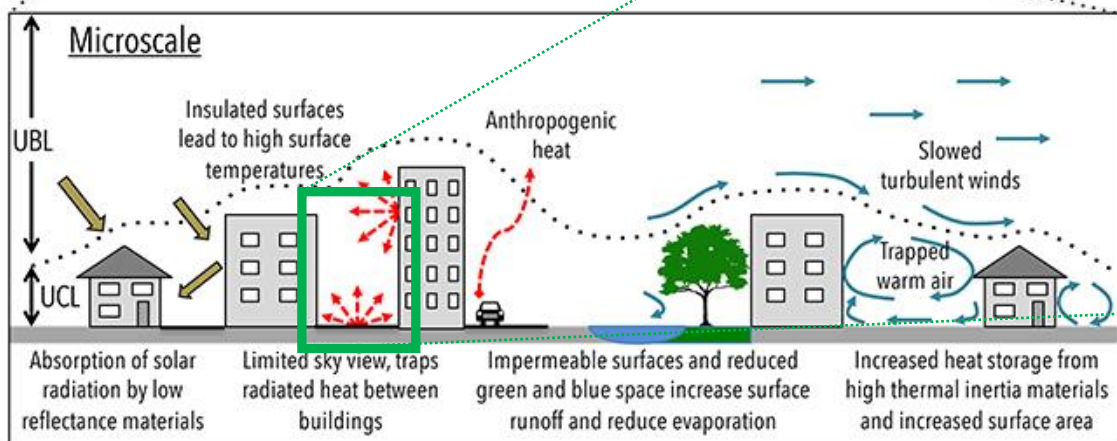 Microscale
Insulated surfaces
lead to high surface
temperatures
Anthropogenic
heat
UBL
Slowed
turbulent winds
Trapped
warm air
UCL
Absorption of solar
radiation by low
reflectance materials
Limited sky view, traps
radiated heat between
buildings
Impermeable surfaces and reduced
green and blue space increase surface
runoff and reduce evaporation
Increased heat storage from
high thermal inertia materials
and increased surface area